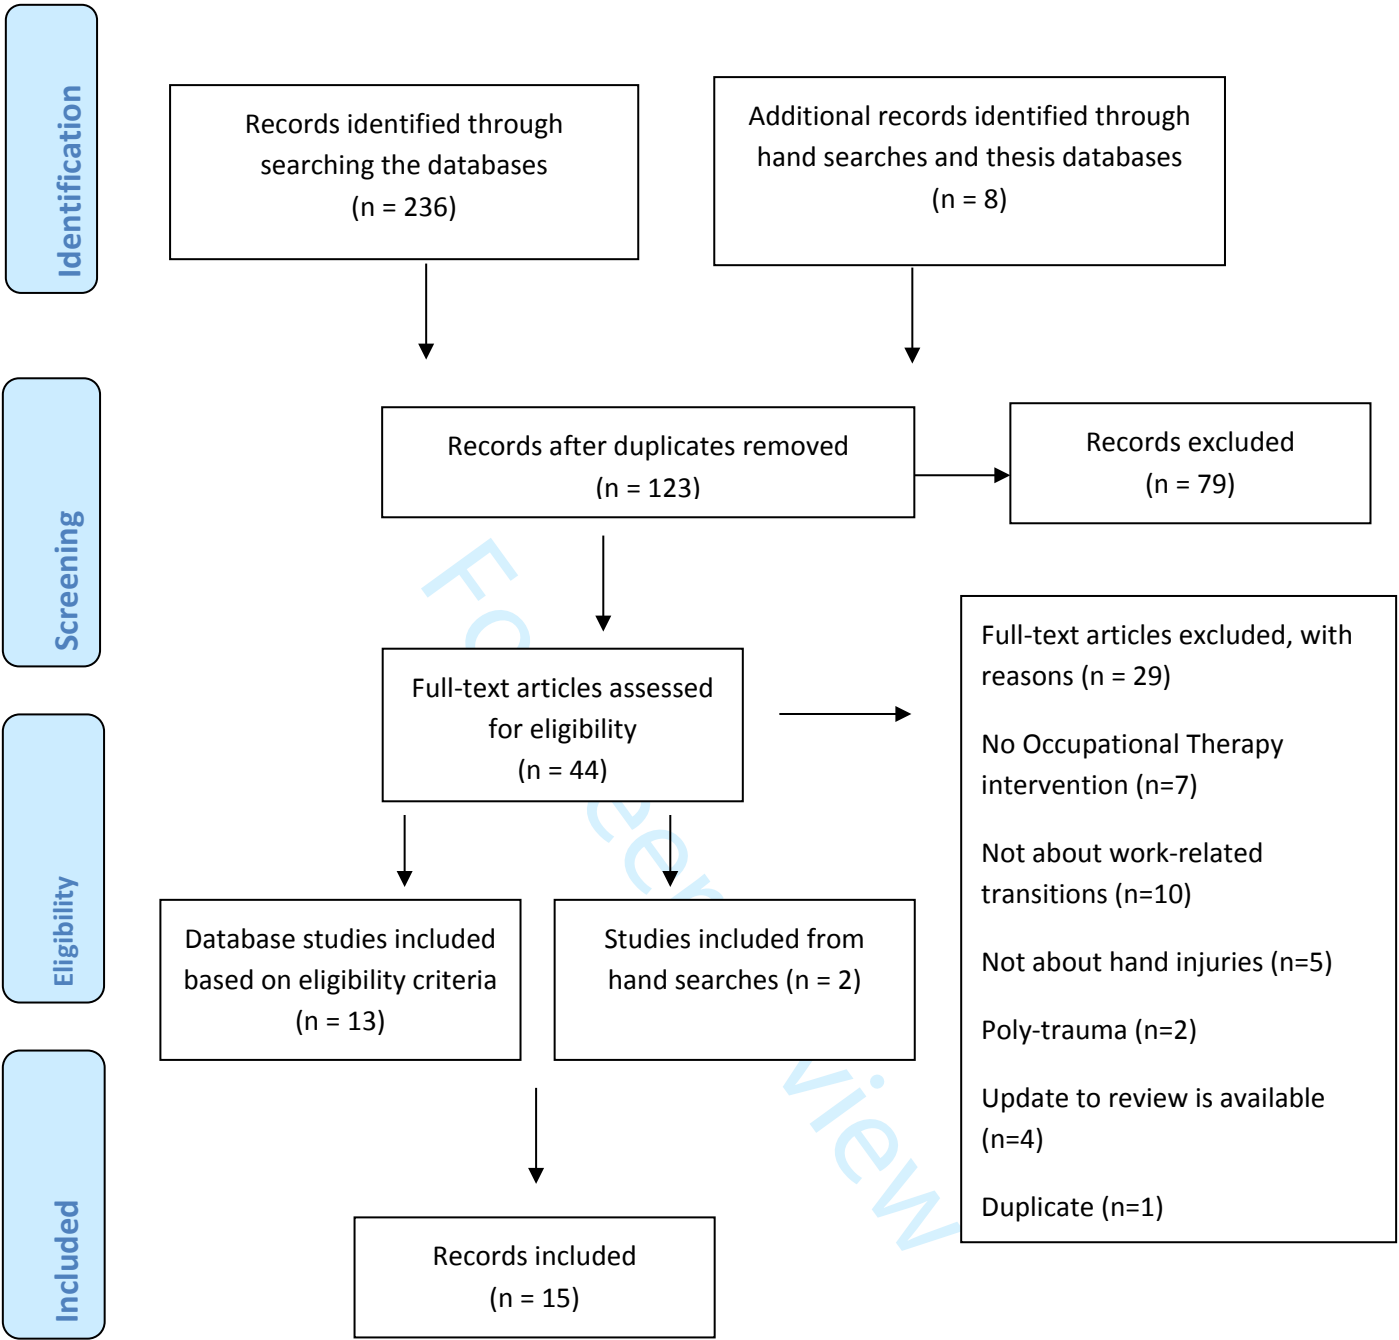 Identification
Records identified through
searching the databases
(n = 236)
Additional records identified through
hand searches and thesis databases
(n = 8)
Screening
Records after duplicates removed
(n = 123)
Records excluded
(n = 79)
Full-text articles assessed
for eligibility
(n = 44)
Full-text articles excluded, with
reasons (n = 29)
No Occupational Therapy
intervention (n=7)
Not about work-related
transitions (n=10)
Not about hand injuries (n=5)
Poly-trauma (n=2)
Update to review is available
(n=4)
Duplicate (n=1)
Eligibility
Database studies included
based on eligibility criteria
(n = 13)
Studies included from
hand searches (n = 2)
Included
Records included
(n = 15)